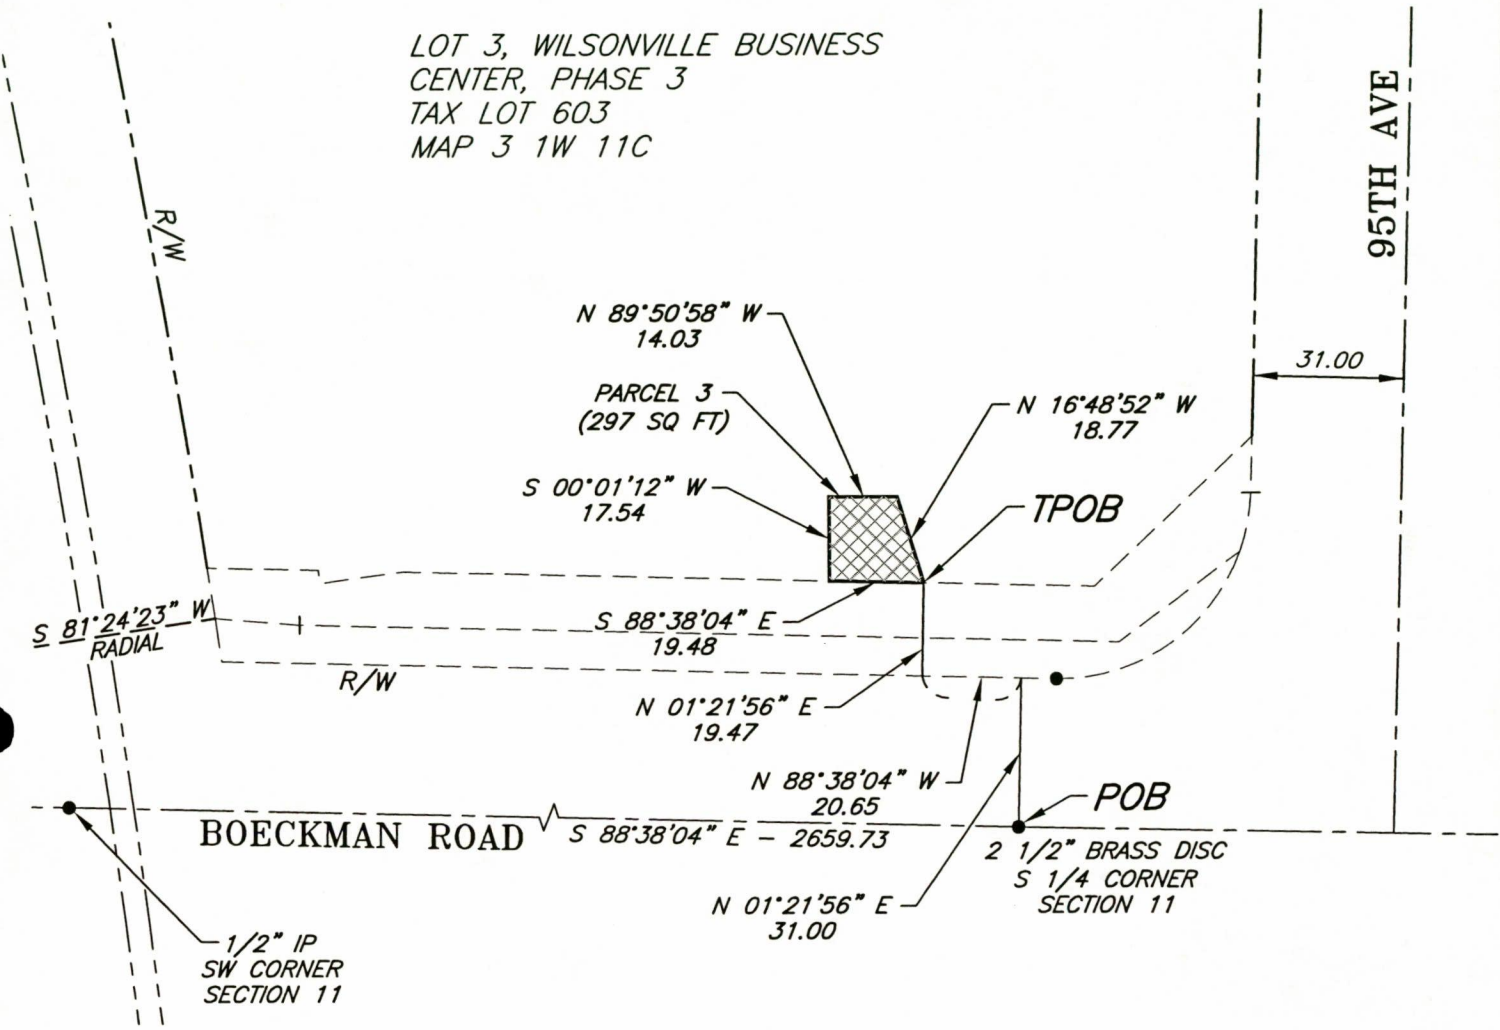 LOT 3, WILSONVILLE BUSINESS
CENTER, PHASE 3
TAX LOT 603
MAP 3 1W 11C
95TH AVE
R/W
N 89°50'58" W
14.03
31.00
PARCEL 3
(297 SQ FT)
N 16°48'52" W
18.77
S 00°01'12" W
17.54
TPOB
S 81°24'23" W
RADIAL
S 88°38'04" E
19.48
R/W
N 01°21'56" E
19.47
N 88°38'04" W
20.65
POB
BOECKMAN ROAD
S 88°38'04" E - 2659.73
2 1/2" BRASS DISC
S 1/4 CORNER
SECTION 11
N 01°21'56" E
31.00
1/2" IP
SW CORNER
SECTION 11